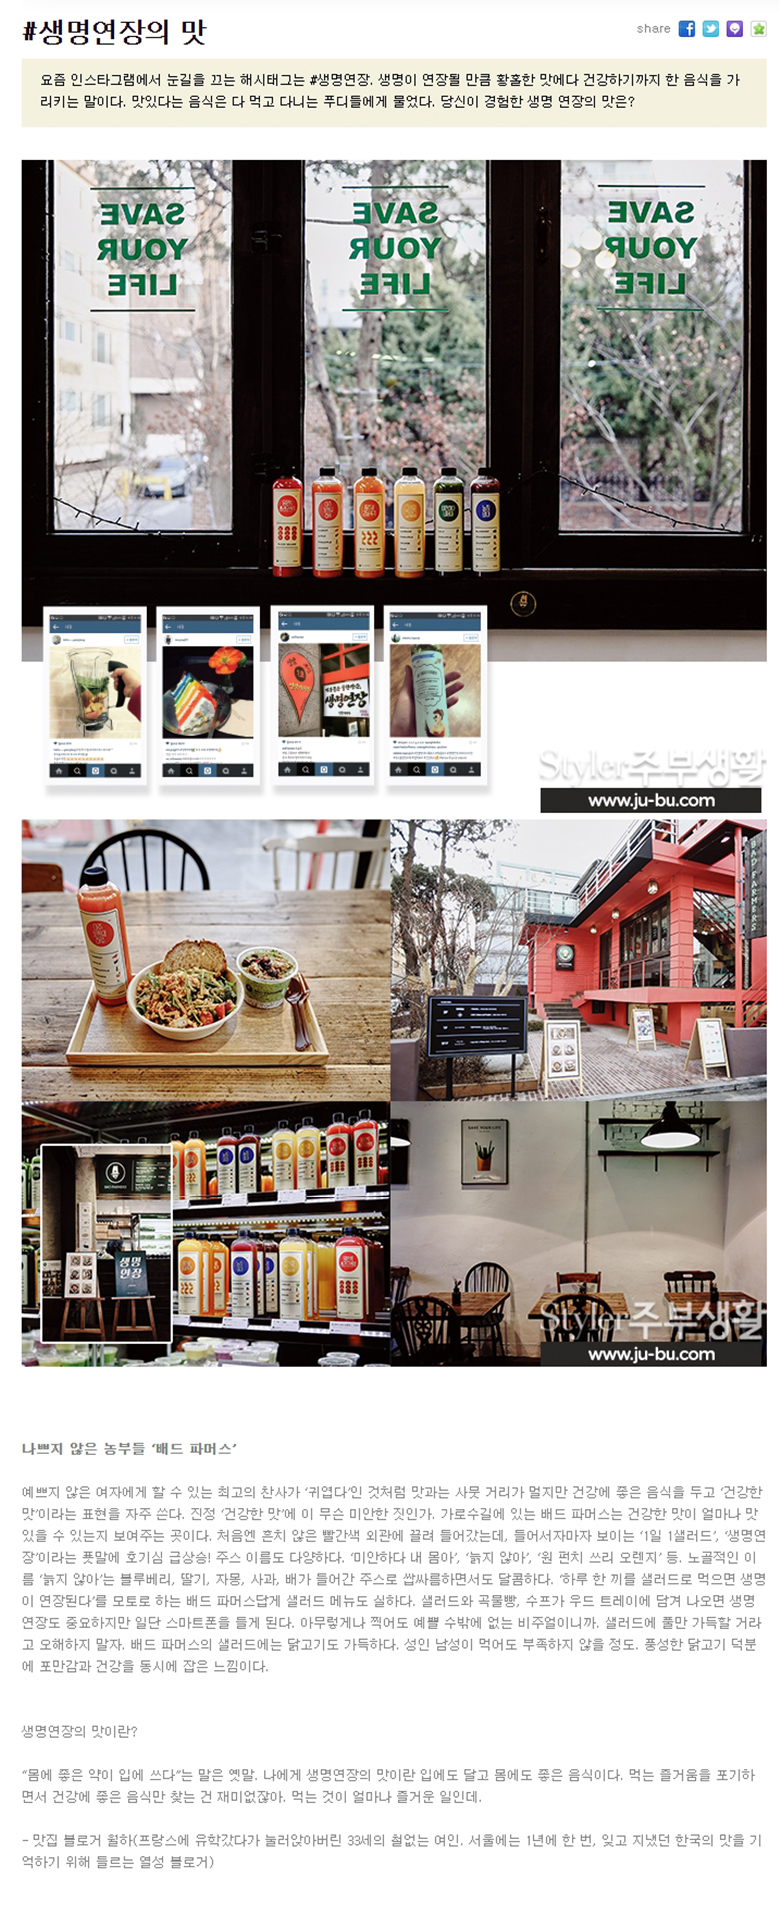 #생명연장의 맛
share
요즘 인스타그램에서 눈길을 끄는 해시태그는 #생명연장. 생명이 연장될 만큼 황홀한 맛에다 건강하기까지 한 음식을 가
리키는 말이다. 맛있다는 음식은 다 먹고 다니는 푸디들에게 물었다. 당신이 경험한 생명 연장의 맛은?
SAVE
YOUR
LIFE
SAVE
YOUR
LIFE
SAVE
YOUR
LIFE
생명연장
Styler주부생활
www.ju-bu.com
BAD FARMERS
SAVE YOUR LIFE
생명
연장
Styler주부생활
www.ju-bu.com
나쁘지 않은 농부들 ‘배드 파머스’
예쁘지 않은 여자에게 할 수 있는 최고의 찬사가 ‘귀엽다’인 것처럼 맛과는 사뭇 거리가 멀지만 건강에 좋은 음식을 두고 ‘건강한
맛’이라는 표현을 자주 쓴다. 진정 ‘건강한 맛’에 이 무슨 미안한 짓인가. 가로수길에 있는 배드 파머스는 건강한 맛이 얼마나 맛
있을 수 있는지 보여주는 곳이다. 처음엔 흔치 않은 빨간색 외관에 끌려 들어갔는데, 들어서자마자 보이는 ‘1일 1샐러드’, ‘생명연
장’이라는 푯말에 호기심 급상승! 주스 이름도 다양하다. ‘미안하다 내 몸아’, ‘늙지 않아’, ‘원 펀치 쓰리 오렌지’ 등. 노골적인 이
름 ‘늙지 않아’는 블루베리, 딸기, 자몽, 사과, 배가 들어간 주스로 쌉싸름하면서도 달콤하다. ‘하루 한 끼를 샐러드로 먹으면 생명
이 연장된다’를 모토로 하는 배드 파머스답게 샐러드 메뉴도 실하다. 샐러드와 곡물빵, 수프가 우드 트레이에 담겨 나오면 생명
연장도 중요하지만 일단 스마트폰을 들게 된다. 아무렇게나 찍어도 예쁠 수밖에 없는 비주얼이니까. 샐러드에 풀만 가득할 거라
고 오해하지 말자. 배드 파머스의 샐러드에는 닭고기도 가득하다. 성인 남성이 먹어도 부족하지 않을 정도. 풍성한 닭고기 덕분
에 포만감과 건강을 동시에 잡은 느낌이다.
생명연장의 맛이란?
“몸에 좋은 약이 입에 쓰다”는 말은 옛말. 나에게 생명연장의 맛이란 입에도 달고 몸에도 좋은 음식이다. 먹는 즐거움을 포기하
면서 건강에 좋은 음식만 찾는 건 재미없잖아. 먹는 것이 얼마나 즐거운 일인데.
- 맛집 블로거 월하(프랑스에 유학갔다가 눌러앉아버린 33세의 철없는 여인. 서울에는 1년에 한 번, 잊고 지냈던 한국의 맛을 기
억하기 위해 들르는 열성 블로거)